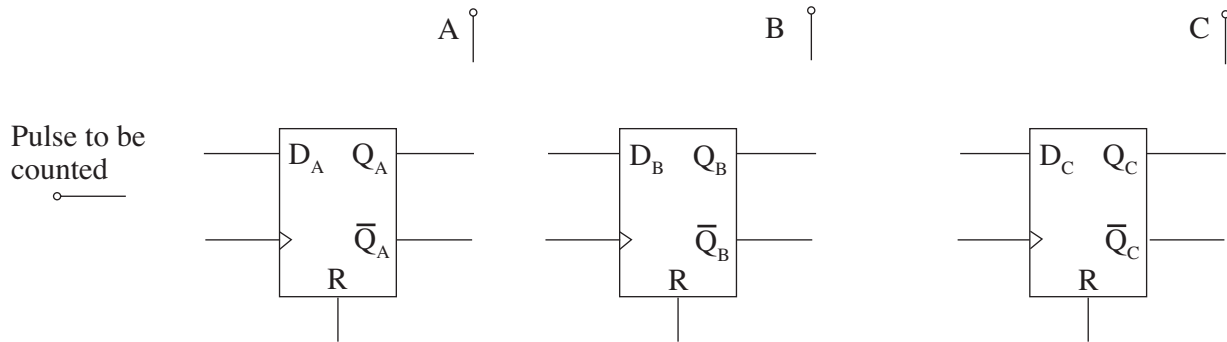 A
B
C
Pulse to be
counted
D_A Q_A
Q̅_A
R
D_B Q_B
Q̅_B
R
D_C Q_C
Q̅_C
R